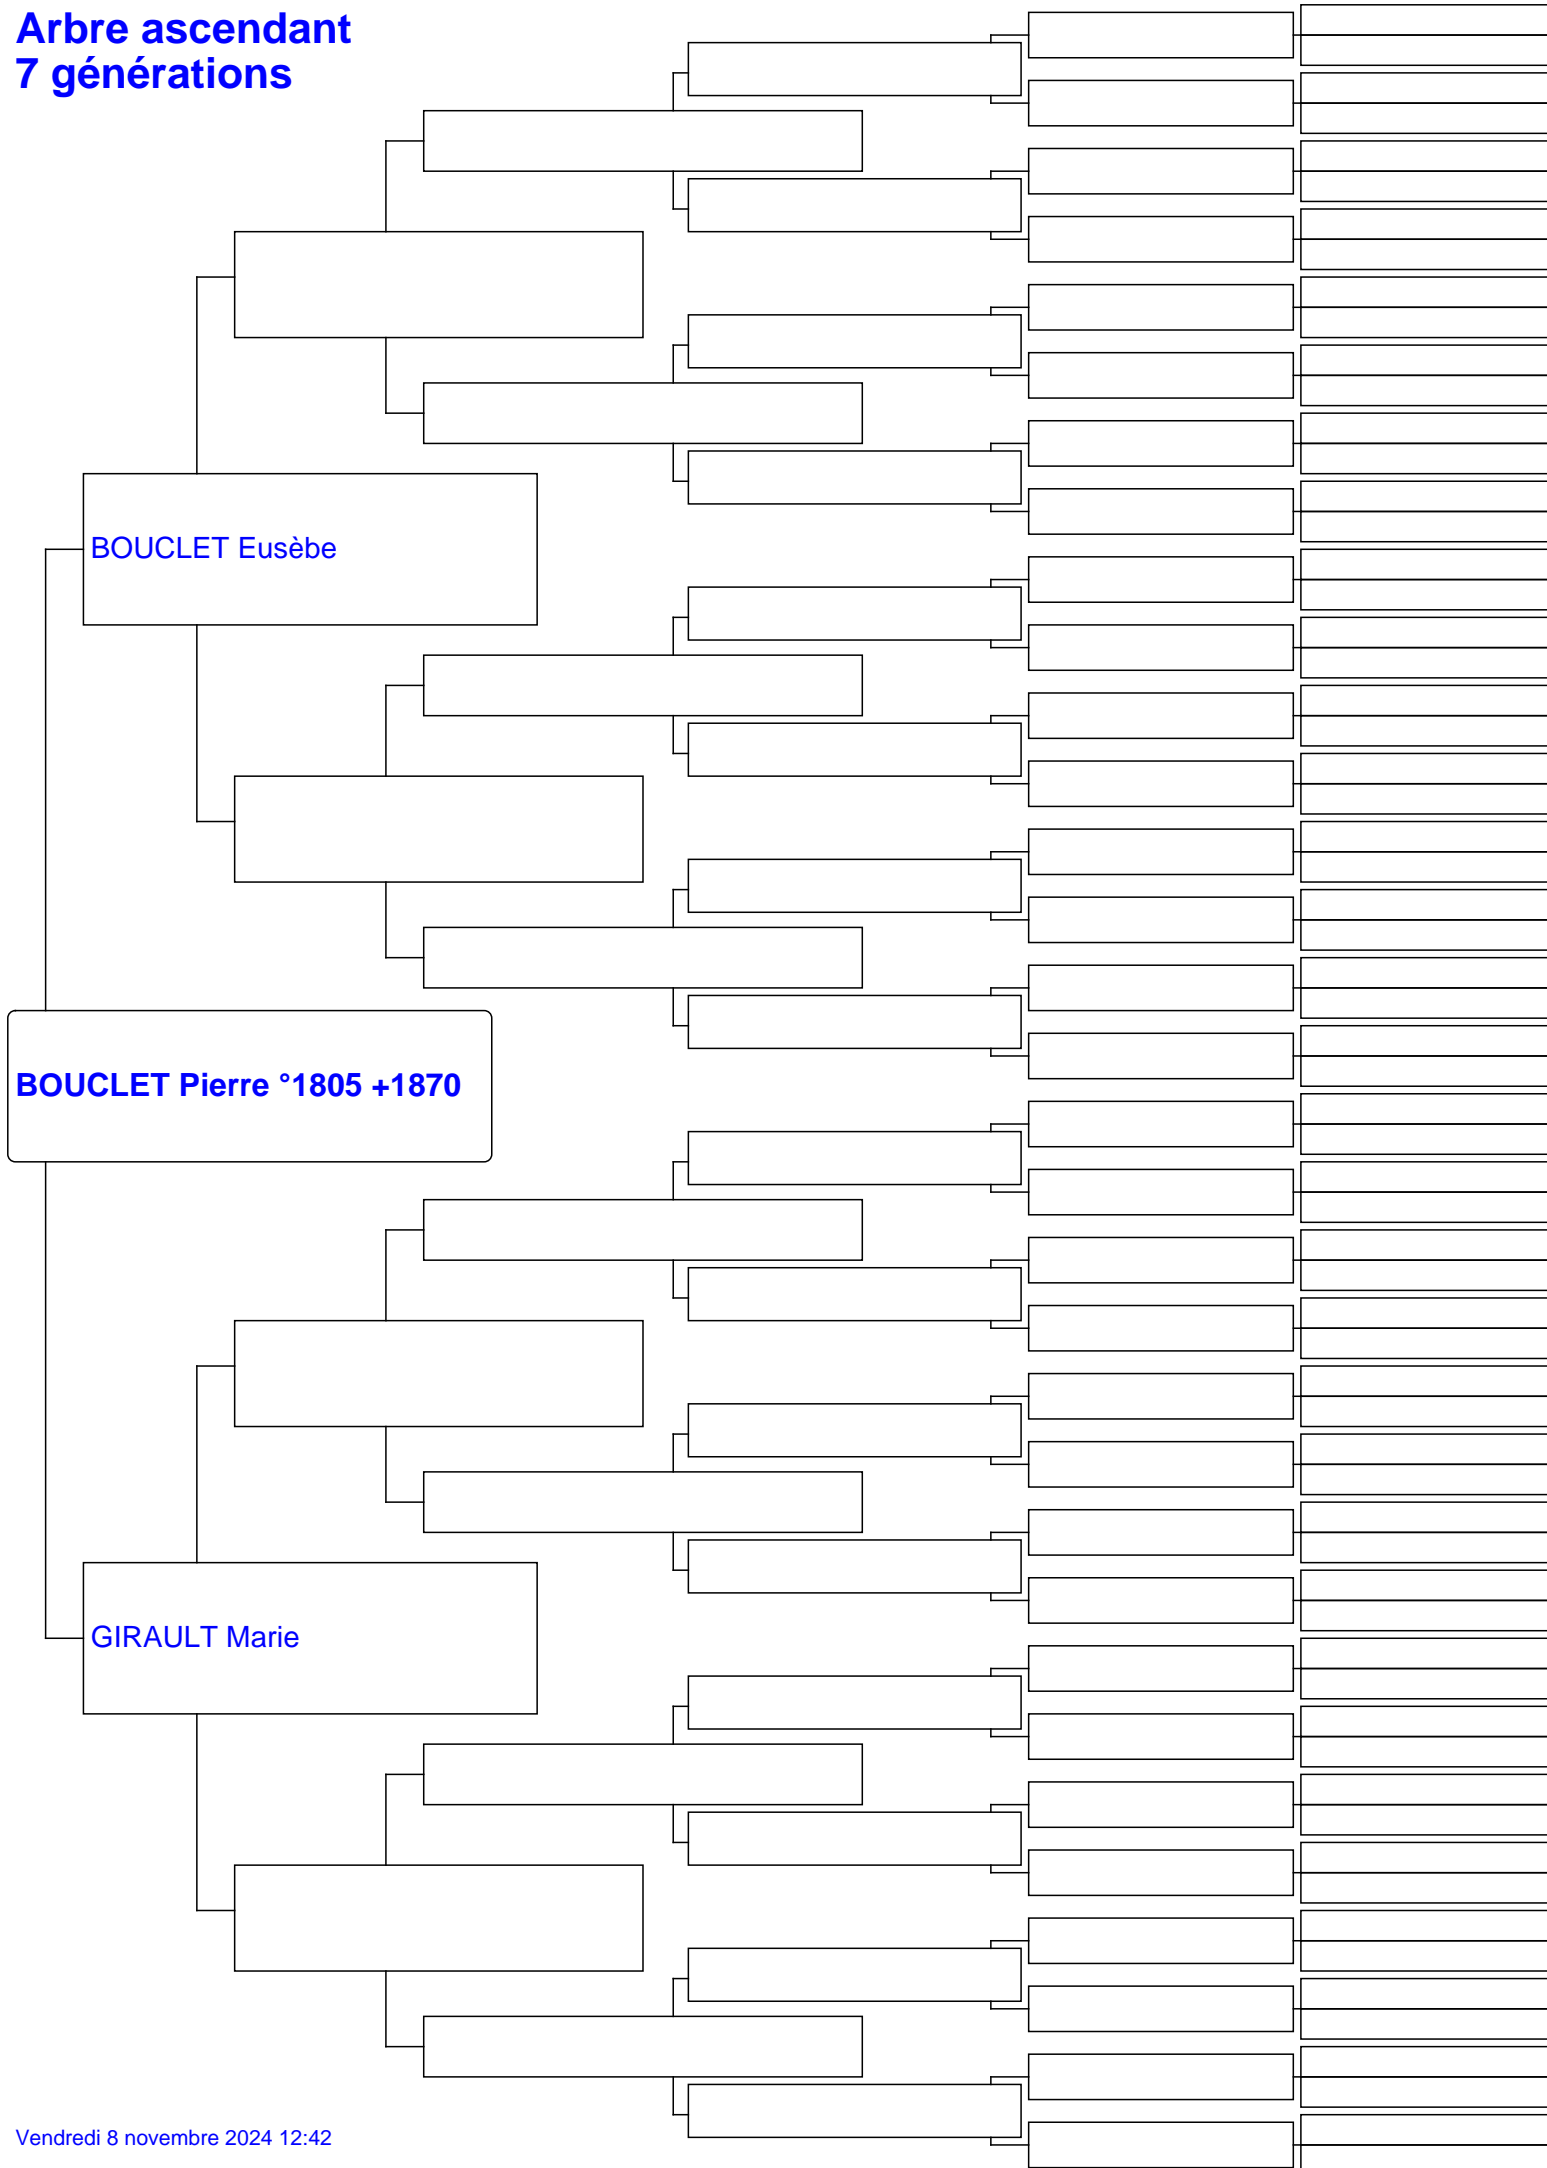 Arbre ascendant
7 générations
BOUCLET Eusèbe
BOUCLET Pierre °1805 +1870
GIRAULT Marie
Vendredi 8 novembre 2024 12:42